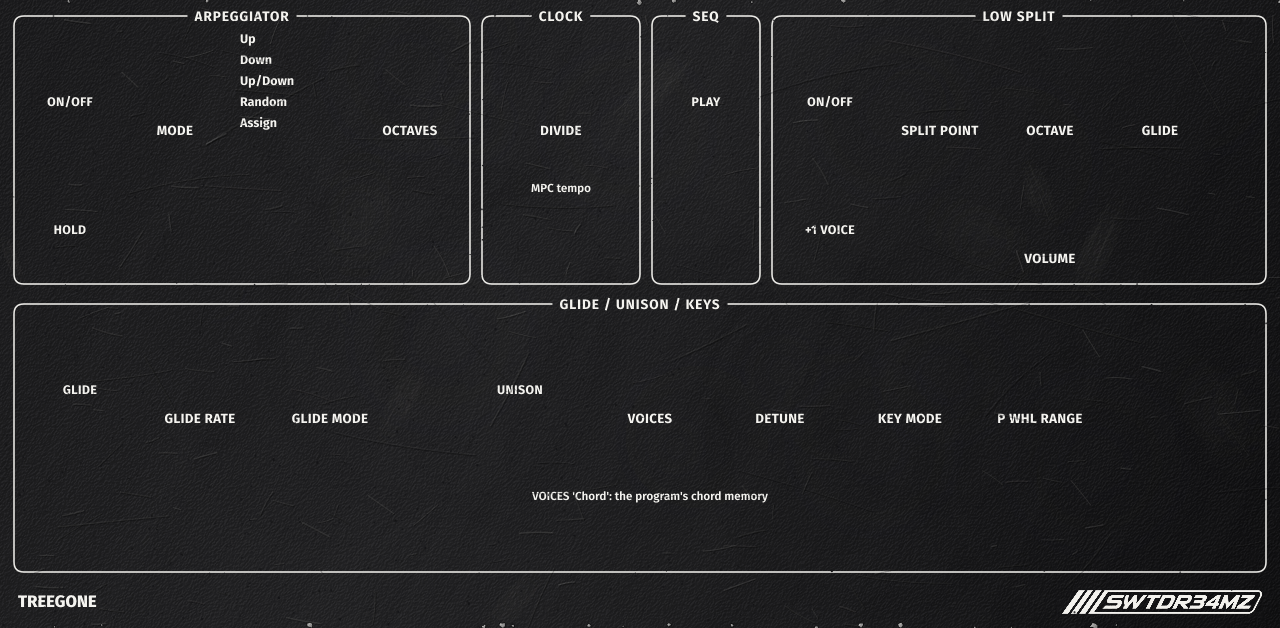 ARPEGGIATOR
CLOCK
SEQ
LOW SPLIT
Up
Down
Up/Down
Random
Assign
ON/OFF
MODE
OCTAVES
HOLD
DIVIDE
MPC tempo
PLAY
ON/OFF
SPLIT POINT
OCTAVE
GLIDE
+1 VOICE
VOLUME
GLIDE / UNISON / KEYS
GLIDE
UNISON
GLIDE RATE
GLIDE MODE
VOICES
DETUNE
KEY MODE
P WHL RANGE
VOICES 'Chord': the program's chord memory
TREEGONE
SWTDR34MZ